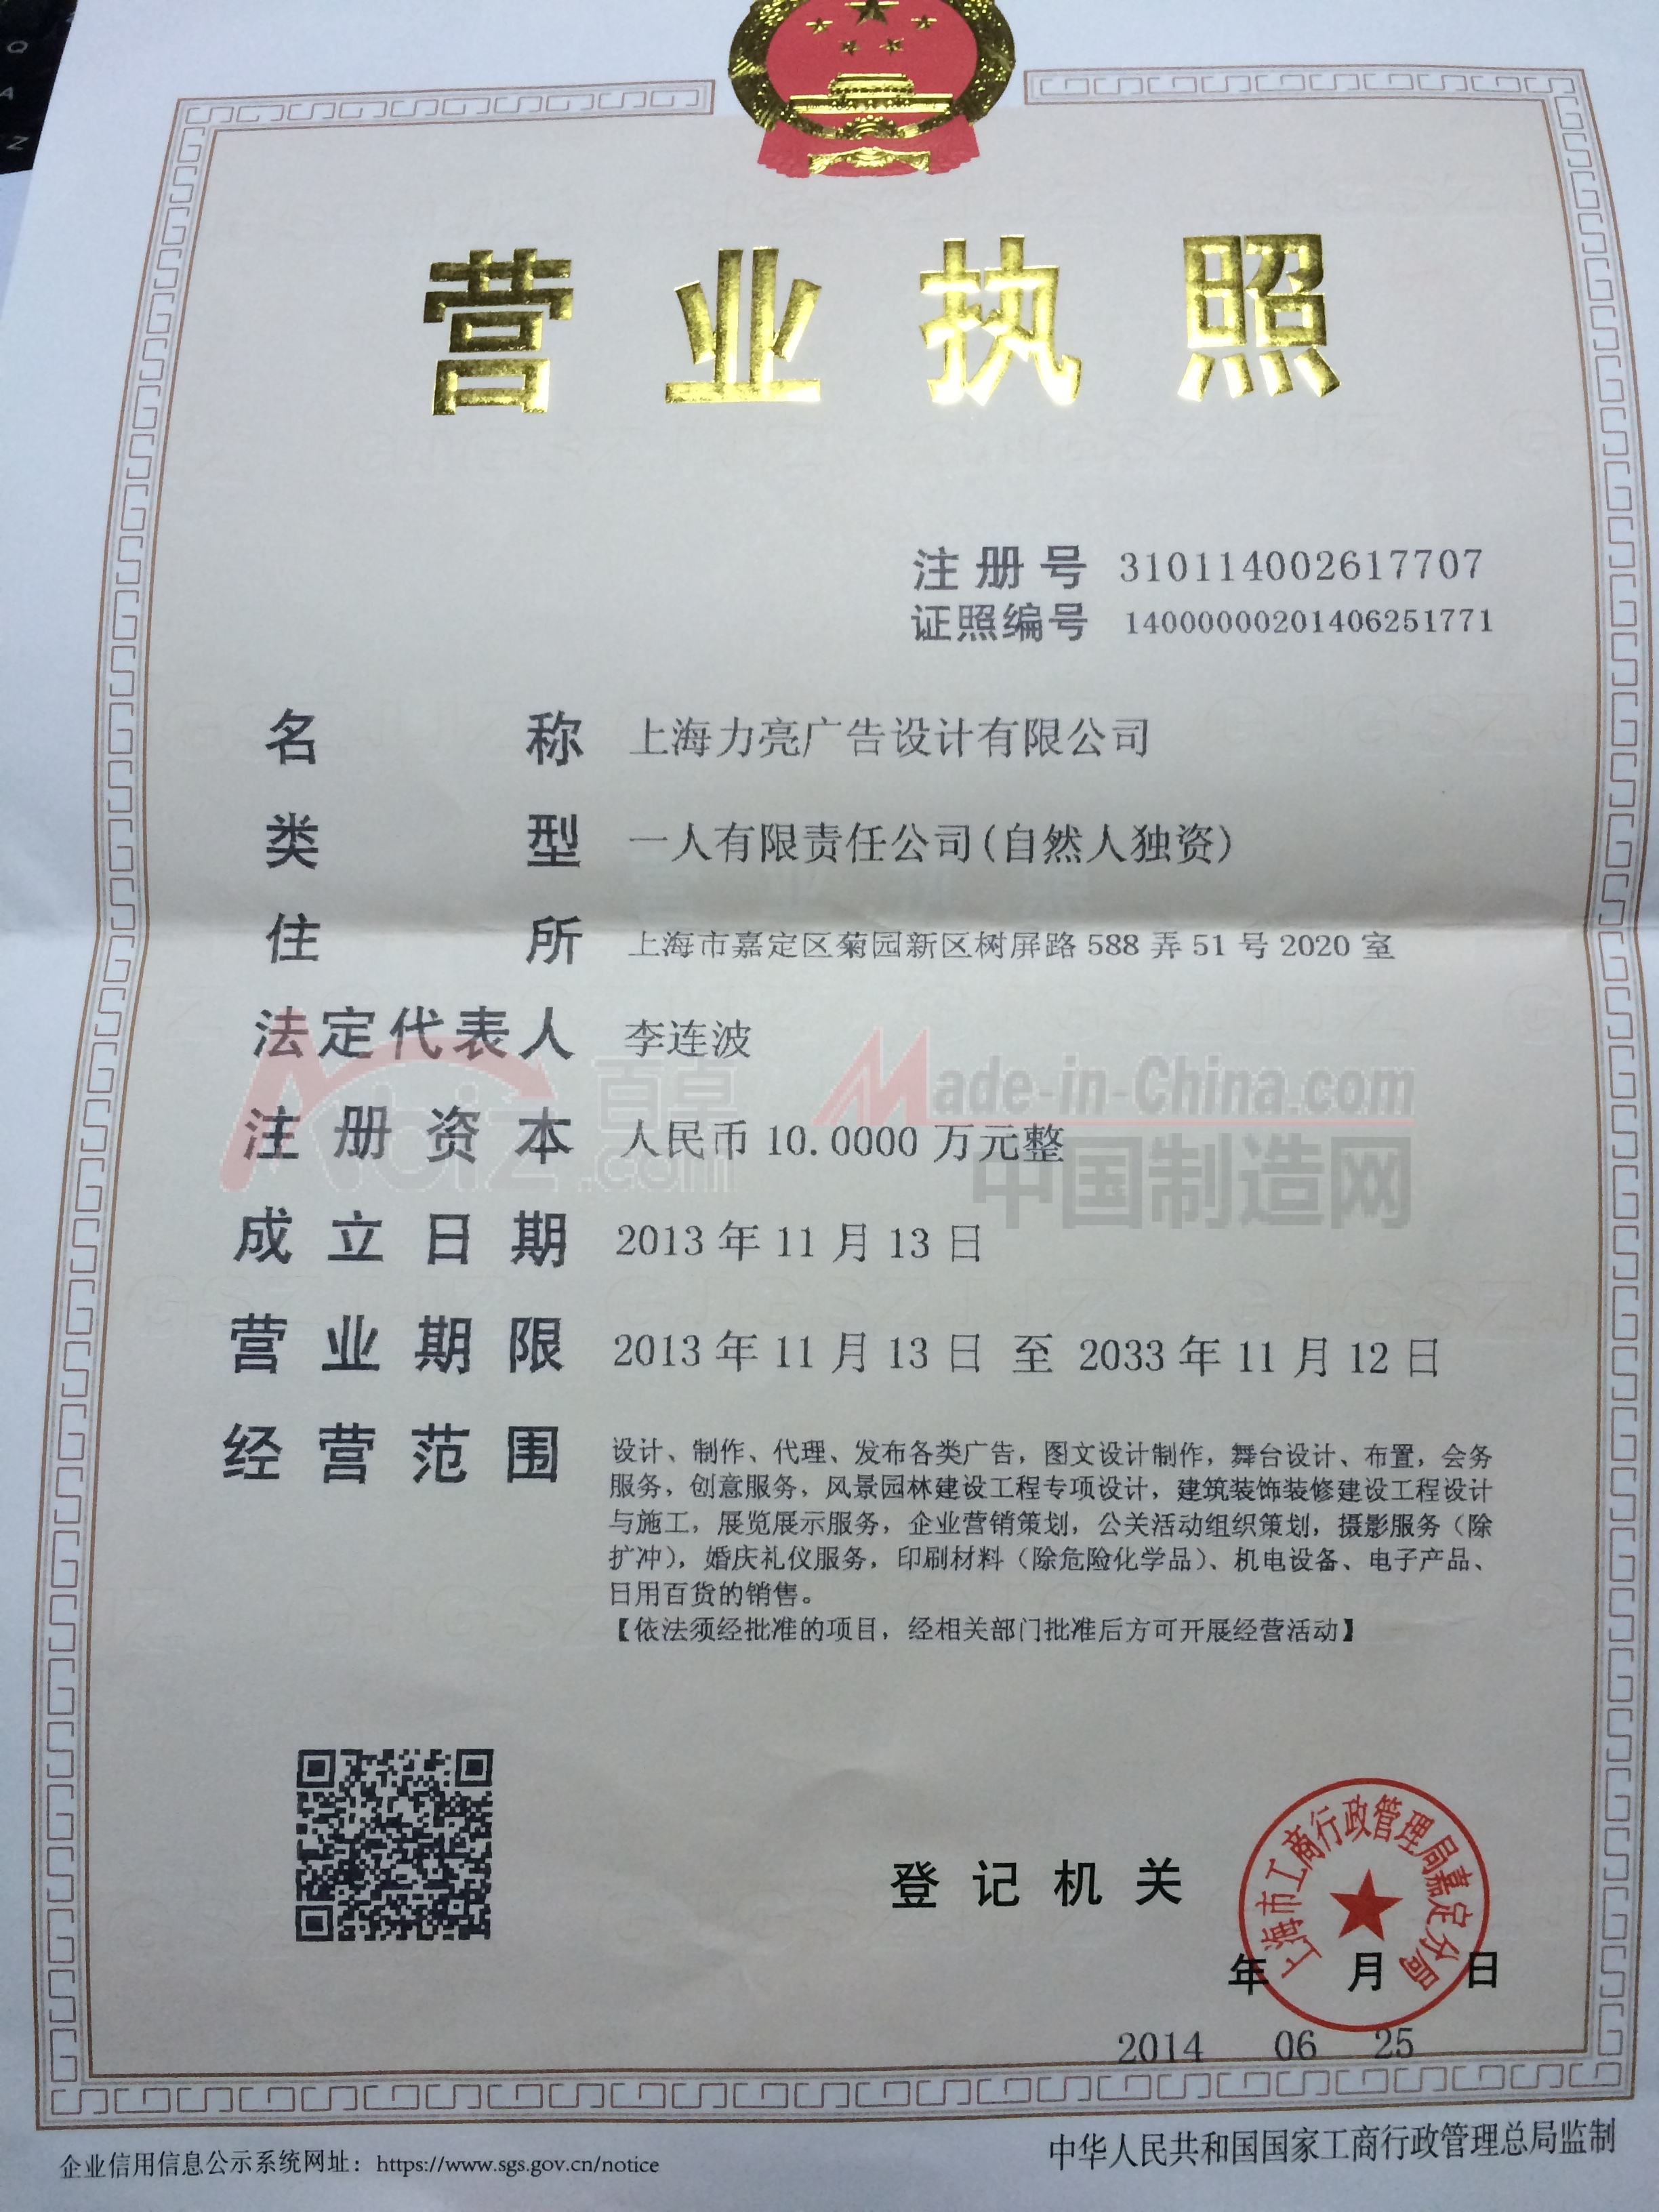 Q
A
Z
营业执照
注册号 310114002617707
证照编号 14000000201406251771
名称 上海力亮广告设计有限公司
类型 一人有限责任公司(自然人独资)
住所 上海市嘉定区菊园新区树屏路588弄51号2020室
法定代表人 李连波
Abiz 百卓 .com
Made-in-China.com
中国制造网
注册资本 人民币10.0000万元整
成立日期 2013年11月13日
营业期限 2013年11月13日 至 2033年11月12日
经营范围 设计、制作、代理、发布各类广告，图文设计制作，舞台设计、布置，会务
服务，创意服务，风景园林建设工程专项设计，建筑装饰装修建设工程设计
与施工，展览展示服务，企业营销策划，公关活动组织策划，摄影服务（除
扩冲），婚庆礼仪服务，印刷材料（除危险化学品）、机电设备、电子产品、
日用百货的销售。
【依法须经批准的项目，经相关部门批准后方可开展经营活动】
登记机关
上海市工商行政管理局嘉定分局
年 月 日
2014 06 25
企业信用信息公示系统网址：https://www.sgs.gov.cn/notice
中华人民共和国国家工商行政管理总局监制